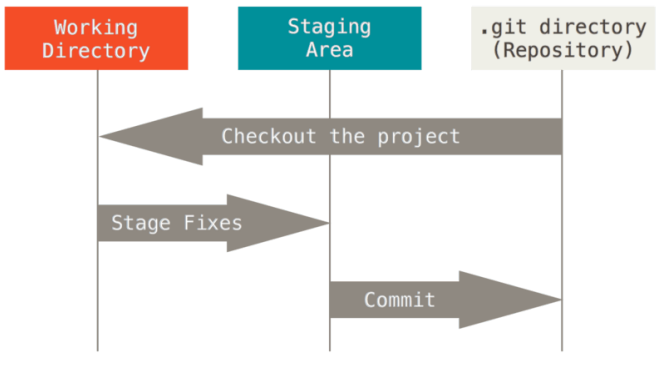 Working
Directory
Staging
Area
.git directory
(Repository)
Checkout the project
Stage Fixes
Commit